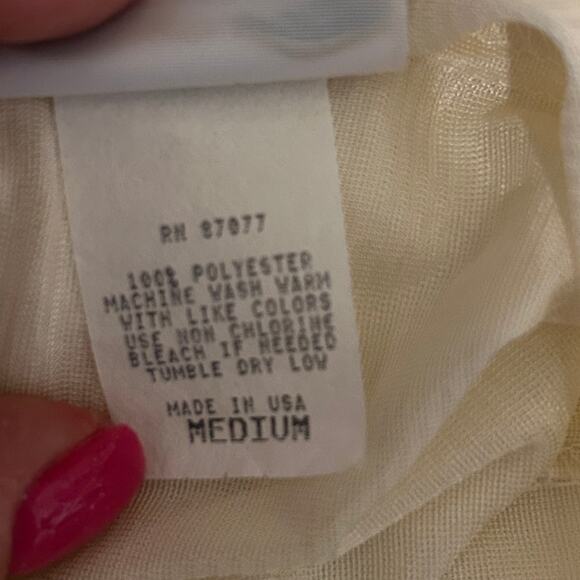 RN 87077
100% POLYESTER
MACHINE WASH WARM
WITH LIKE COLORS
USE NON CHLORINE
BLEACH IF NEEDED
TUMBLE DRY LOW
MADE IN USA
MEDIUM